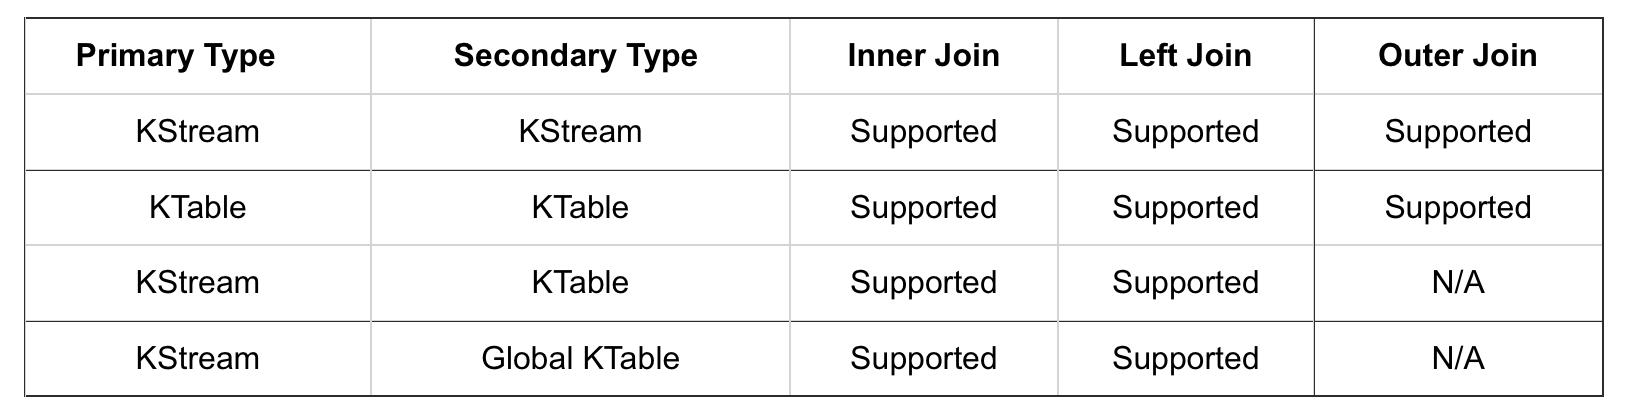 Primary Type Secondary Type Inner Join Left Join Outer Join
KStream KStream Supported Supported Supported
KTable KTable Supported Supported Supported
KStream KTable Supported Supported N/A
KStream Global KTable Supported Supported N/A